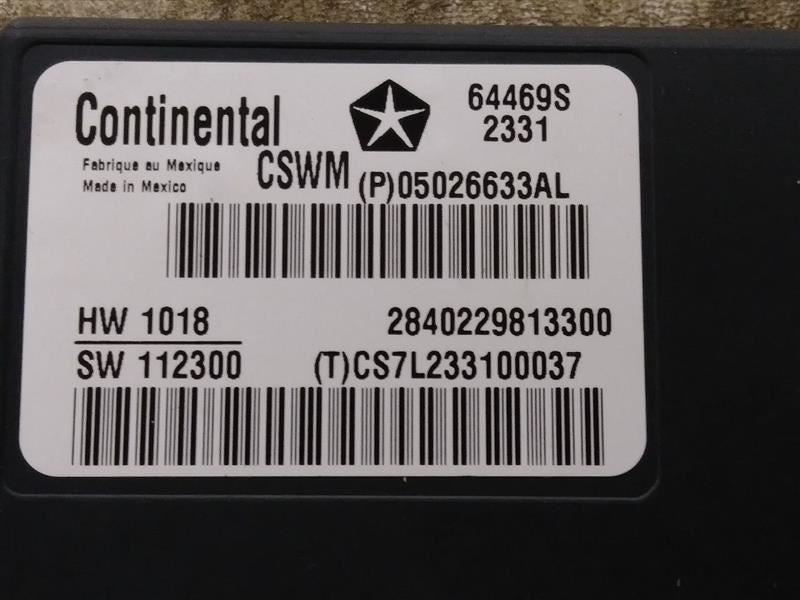 Continental
64469S
2331
Fabrique au Mexique
Made in Mexico
CSWM (P)05026633AL
HW 1018
2840229813300
SW 112300
(T)CS7L233100037